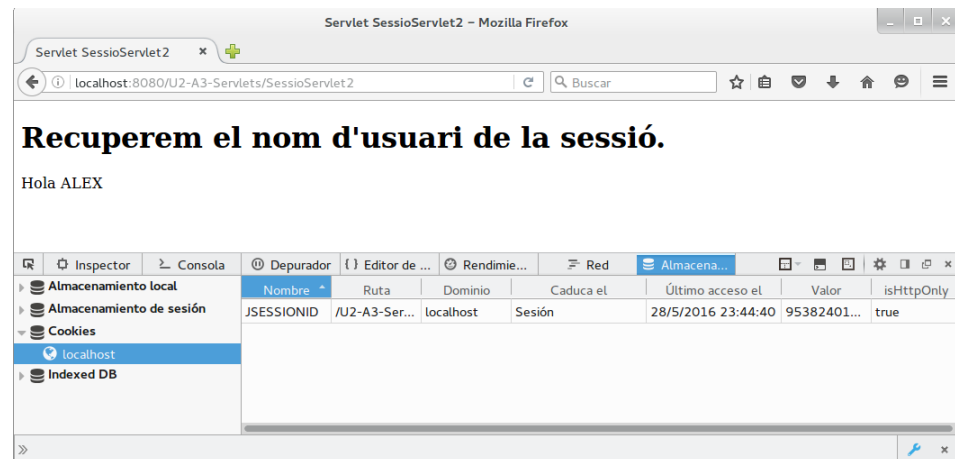 Servlet SessioServlet2 - Mozilla Firefox
Servlet SessioServlet2
localhost:8080/U2-A3-Servlets/SessioServlet2
Buscar
Recuperem el nom d'usuari de la sessió.
Hola ALEX
Inspector Consola Depurador Editor de ... Rendimie... Red Almacena...
Almacenamiento local
Almacenamiento de sesión
Cookies
localhost
Indexed DB
Nombre Ruta Dominio Caduca el Último acceso el Valor isHttpOnly
JSESSIONID /U2-A3-Ser... localhost Sesión 28/5/2016 23:44:40 95382401... true